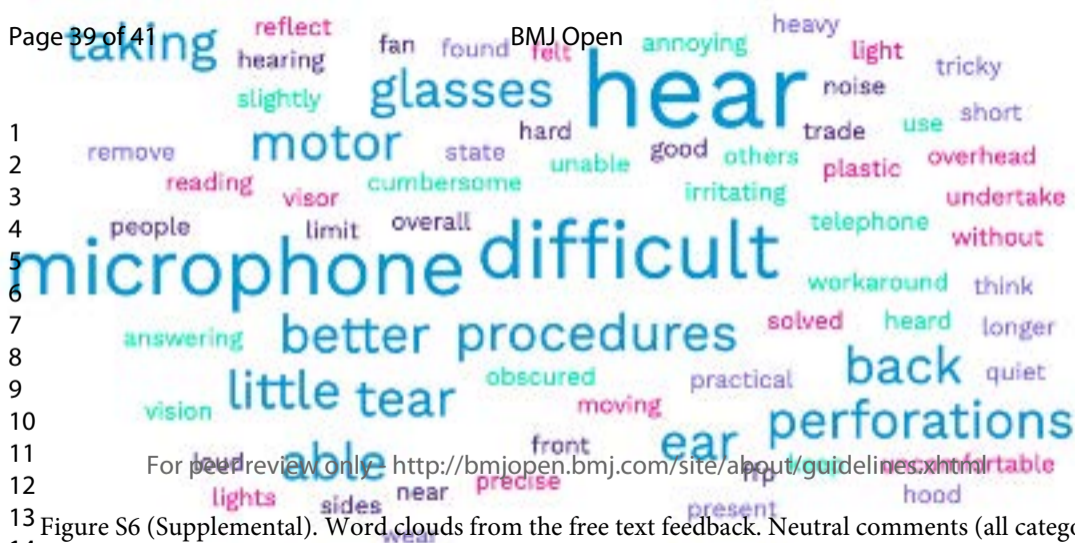 Page 39 of 41 BMJ Open
taking reflect fan found felt annoying heavy
hearing light tricky
slightly glasses hear noise
motor hard trade use short
remove state unable good others plastic overhead
reading visor cumbersome irritating undertake
people limit overall telephone without
microphone difficult
workaround think
answering better procedures solved heard longer
little tear obscured practical back quiet
vision moving perforations
loud able front ear uncomfortable
For peer review only - http://bmjopen.bmj.com/site/about/guidelines.xhtml
lights sides near precise present hood
wear
1
2
3
4
5
6
7
8
9
10
11
12
13
Figure S6 (Supplemental). Word clouds from the free text feedback. Neutral comments (all